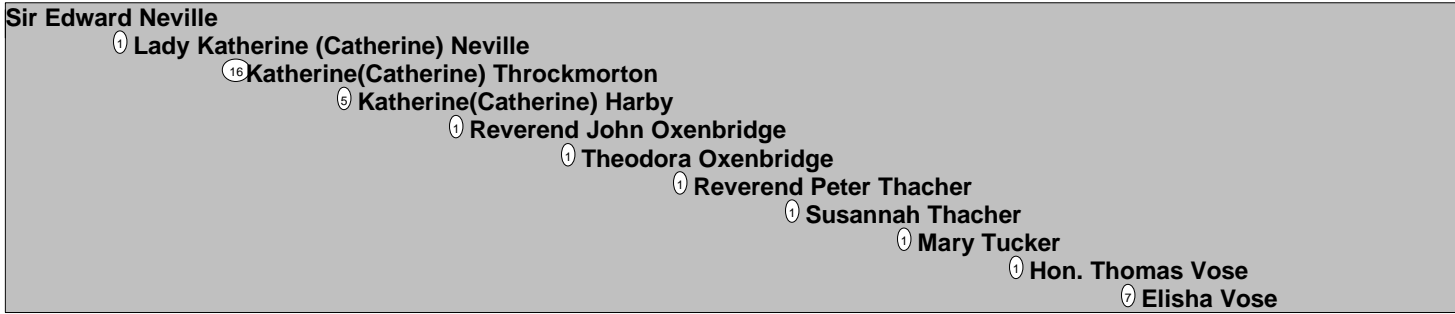 Sir Edward Neville
1 Lady Katherine (Catherine) Neville
16 Katherine(Catherine) Throckmorton
5 Katherine(Catherine) Harby
1 Reverend John Oxenbridge
1 Theodora Oxenbridge
1 Reverend Peter Thacher
1 Susannah Thacher
1 Mary Tucker
1 Hon. Thomas Vose
7 Elisha Vose